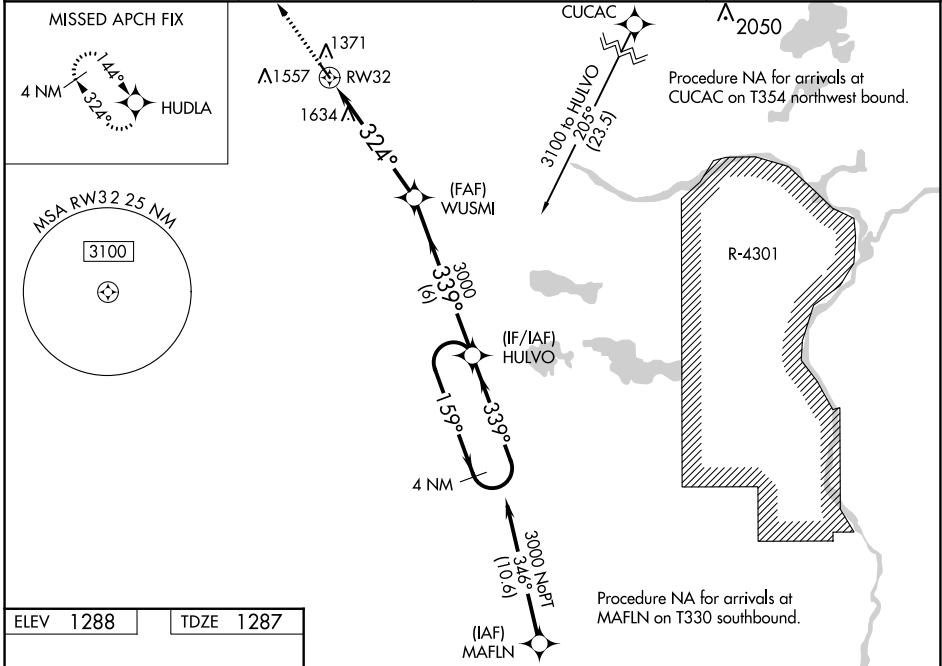 MISSED APCH FIX
4 NM
144°
324°
HUDLA
1371
1557
RW32
1634
324°
CUCAC
2050
Procedure NA for arrivals at
CUCAC on T354 northwest bound.
3100 to HULVO
205°
(23.5)
(FAF)
WUSMI
MSA RW32 25 NM
3100
3000
339°
(6)
R-4301
(IF/IAF)
HULVO
159°
339°
4 NM
3000 NoPT
346°
(10.6)
Procedure NA for arrivals at
MAFLN on T330 southbound.
(IAF)
MAFLN
ELEV 1288
TDZE 1287